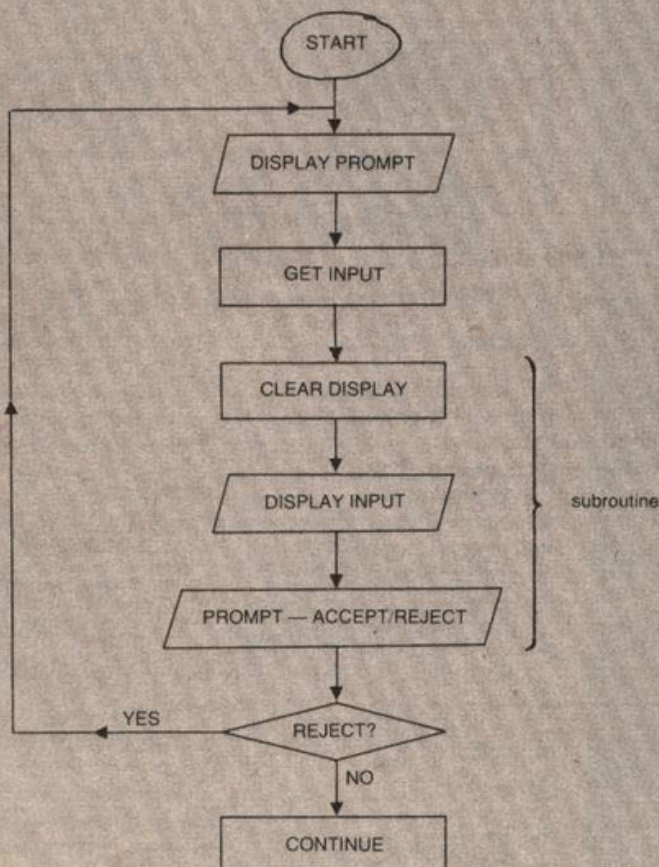 START
DISPLAY PROMPT
GET INPUT
CLEAR DISPLAY
DISPLAY INPUT
subroutine
PROMPT — ACCEPT/REJECT
YES
REJECT?
NO
CONTINUE